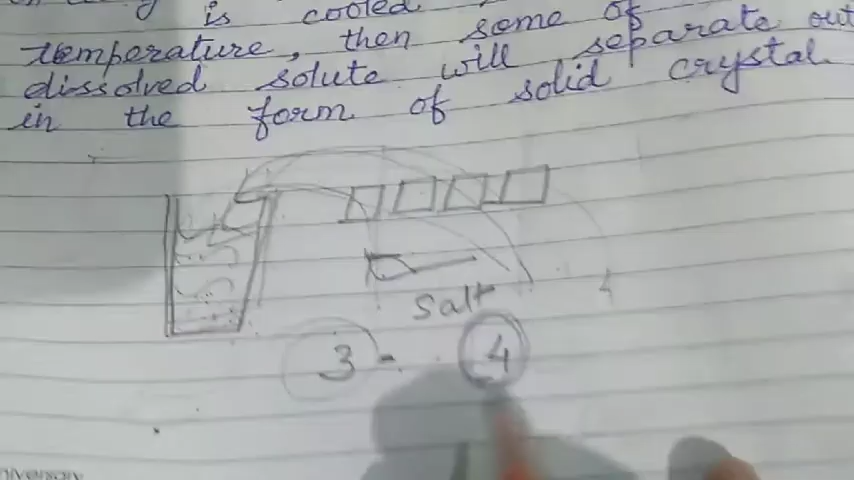 is cooled
temperature, then some of
dissolved solute will separate out
in the form of solid crystal.
Salt
3 - 4
4